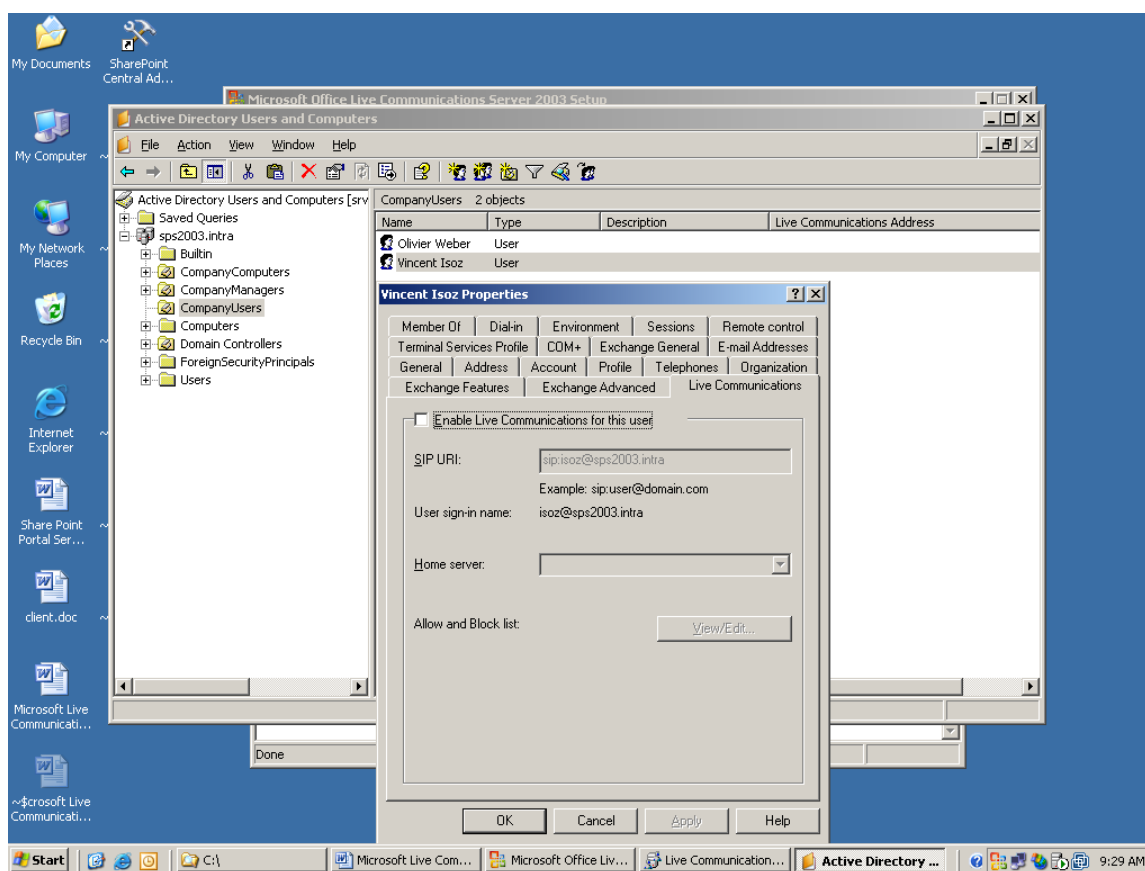 My Documents
SharePoint
Central Ad...
My Computer
My Network
Places
Recycle Bin
Internet
Explorer
Share Point
Portal Ser...
client.doc
Microsoft Live
Communicati...
~$crosoft Live
Communicati...
Microsoft Office Live Communications Server 2003 Setup
Active Directory Users and Computers
File Action View Window Help
Active Directory Users and Computers [srv
Saved Queries
sps2003.intra
Builtin
CompanyComputers
CompanyManagers
CompanyUsers
Computers
Domain Controllers
ForeignSecurityPrincipals
Users
CompanyUsers 2 objects
Name Type Description Live Communications Address
Olivier Weber User
Vincent Isoz User
Vincent Isoz Properties
Member Of Dial-in Environment Sessions Remote control
Terminal Services Profile COM+ Exchange General E-mail Addresses
General Address Account Profile Telephones Organization
Exchange Features Exchange Advanced Live Communications
Enable Live Communications for this user
SIP URI: sip:isoz@sps2003.intra
Example: sip:user@domain.com
User sign-in name: isoz@sps2003.intra
Home server:
Allow and Block list: View/Edit...
OK Cancel Apply Help
Done
Start C:\ Microsoft Live Com... Microsoft Office Liv... Live Communication... Active Directory ... 9:29 AM